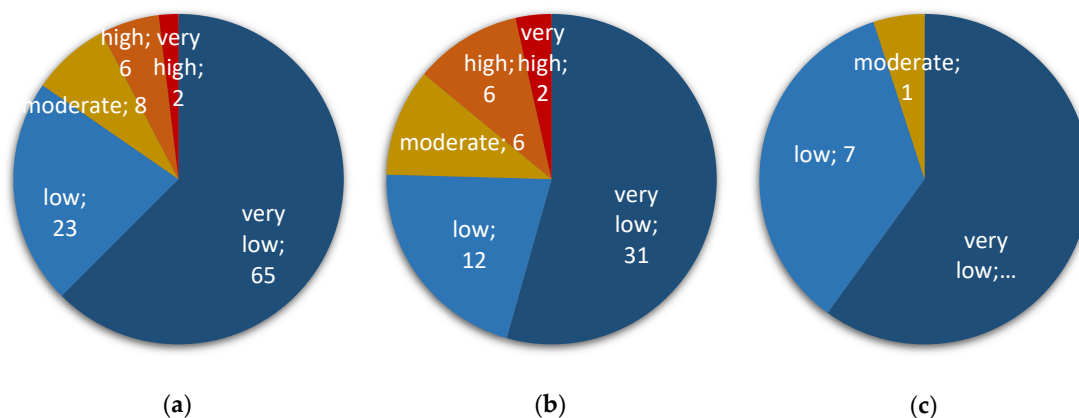 high;
6
very
high;
2
moderate; 8
low;
23
very
low;
65
very
high;
2
high;
6
moderate; 6
low;
12
very
low;
31
moderate;
1
low; 7
very
low;...
(a)
(b)
(c)